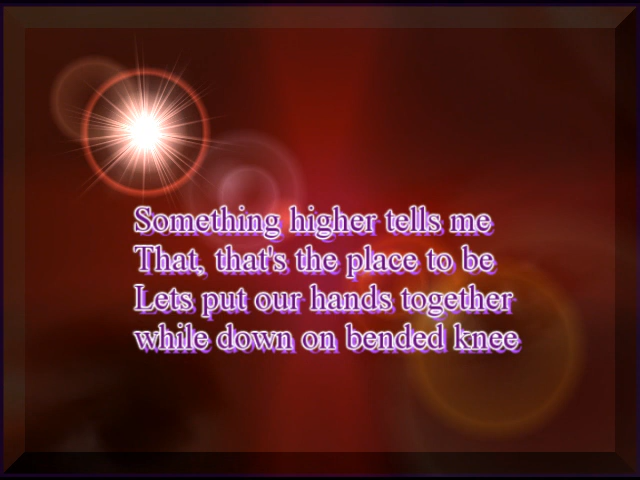 Something higher tells me
That, that's the place to be
Lets put our hands together
while down on bended knee